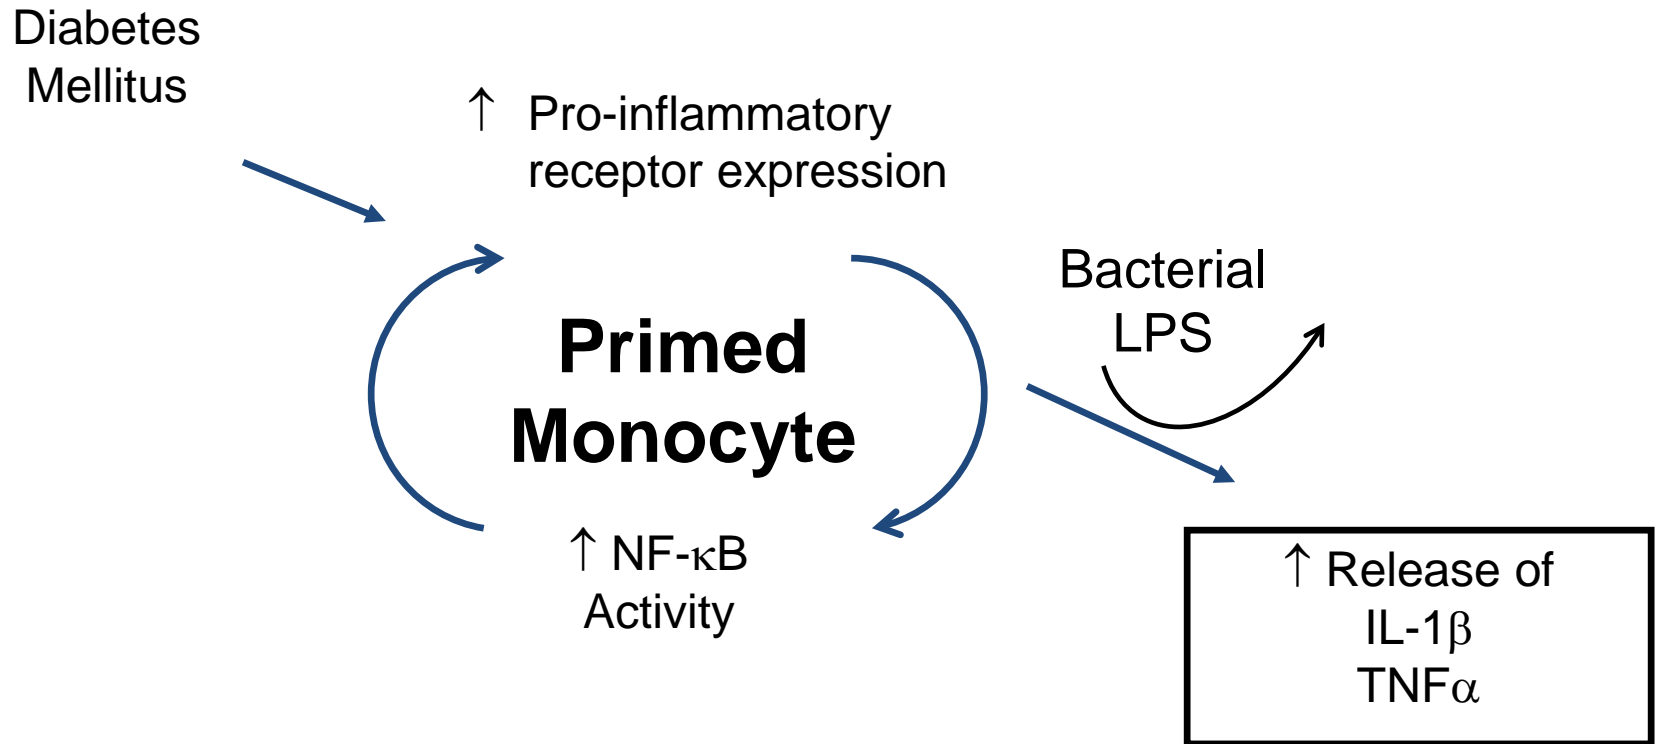 Diabetes
Mellitus
↑ Pro-inflammatory
receptor expression
Bacterial
LPS
Primed
Monocyte
↑ NF-κB
Activity
↑ Release of
IL-1β
TNFα